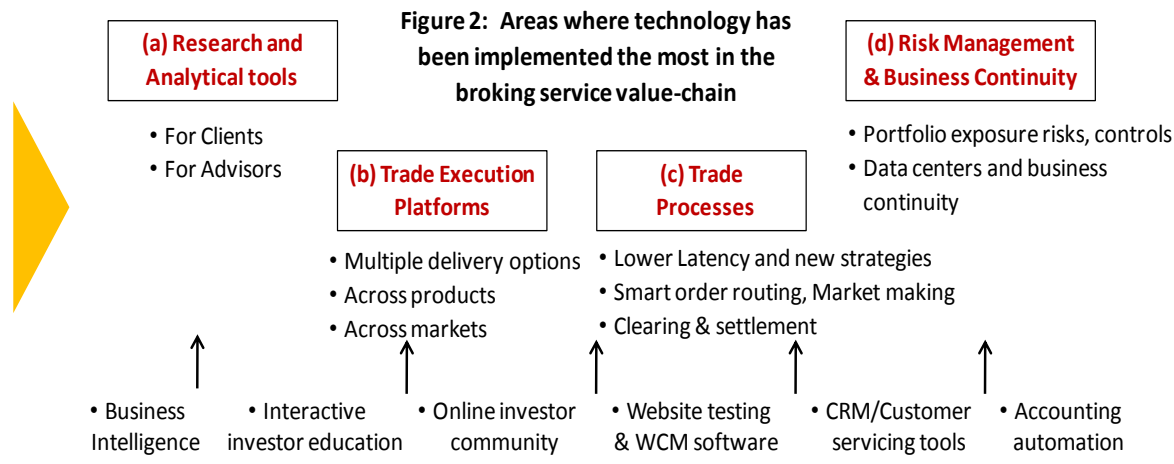 Figure 2: Areas where technology has
been implemented the most in the
broking service value-chain
(a) Research and
Analytical tools
• For Clients
• For Advisors
(b) Trade Execution
Platforms
• Multiple delivery options
• Across products
• Across markets
(c) Trade
Processes
• Lower Latency and new strategies
• Smart order routing, Market making
• Clearing & settlement
(d) Risk Management
& Business Continuity
• Portfolio exposure risks, controls
• Data centers and business
continuity
• Business
Intelligence
• Interactive
investor education
• Online investor
community
• Website testing
& WCM software
• CRM/Customer
servicing tools
• Accounting
automation